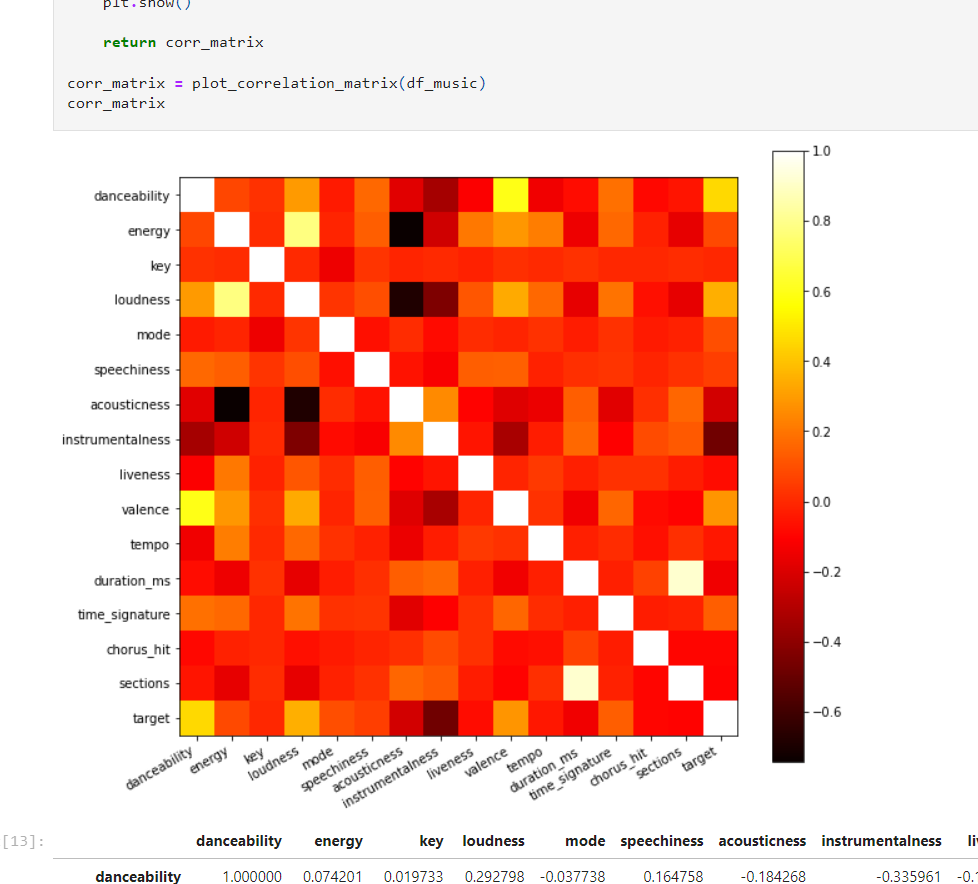 plt.show()
return corr_matrix
corr_matrix = plot_correlation_matrix(df_music)
corr_matrix
danceability
energy
key
loudness
mode
speechiness
acousticness
instrumentalness
liveness
valence
tempo
duration_ms
time_signature
chorus_hit
sections
target
danceability energy key loudness mode speechiness acousticness instrumentalness liveness valence tempo duration_ms time_signature chorus_hit sections target
1.0
0.8
0.6
0.4
0.2
0.0
−0.2
−0.4
−0.6
[13]:
danceability energy key loudness mode speechiness acousticness instrumentalness
danceability 1.000000 0.074201 0.019733 0.292798 -0.037738 0.164758 -0.184268 -0.335961